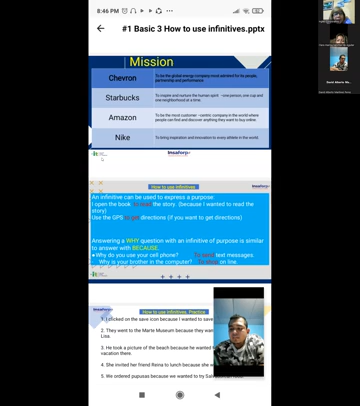 8:46 PM
#1 Basic 3 How to use infinitives.pptx
Mission
Chevron
To be the global energy company most admired for its people, partnership and performance
Starbucks
To inspire and nurture the human spirit - one person, one cup and one neighborhood at a time.
Amazon
To be the most customer - centric company in the world where people can find and discover anything they want to buy online.
Nike
To bring inspiration and innovation to every athlete in the world
Insaforp
How to use infinitives
Insaforp
An infinitive can be used to express a purpose:
I open the book to read the story. (because I wanted to read the story)
Use the GPS to get directions (if you want to get directions)
Answering a WHY question with an infinitive of purpose is similar to answer with BECAUSE.
Why do you use your cell phone? To send text messages.
Why is your brother in the computer? on line.
How to use infinitives. Practice
1. I clicked on the save icon because I wanted to save
2. They went to the Marte Museum because they
Lisa.
3. He took a picture of the beach because he wanted
vacation there.
4. She invited her friend Reina to lunch because she
5. We ordered pupusas because we wanted to try